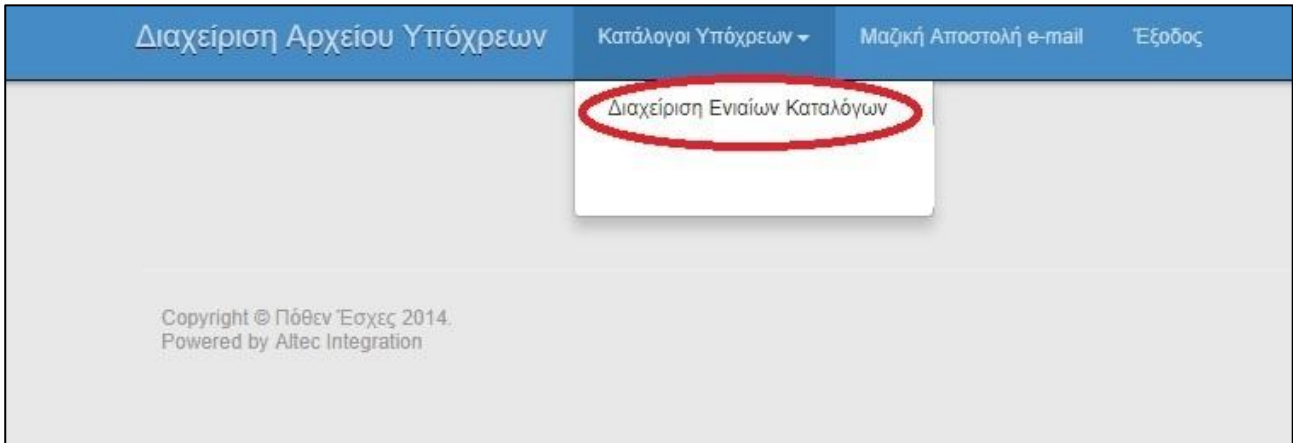 Διαχείριση Αρχείου Υπόχρεων Κατάλογοι Υπόχρεων Μαζική Αποστολή e-mail Έξοδος
Διαχείριση Ενιαίων Καταλόγων
Copyright © Πόθεν Έσχες 2014.
Powered by Altec Integration